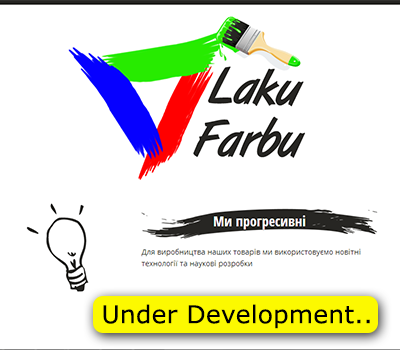 Laku
Farbu
Ми прогресивні
Для виробництва наших товарів ми використовуємо новітні
технології та наукові розробки
Under Development..